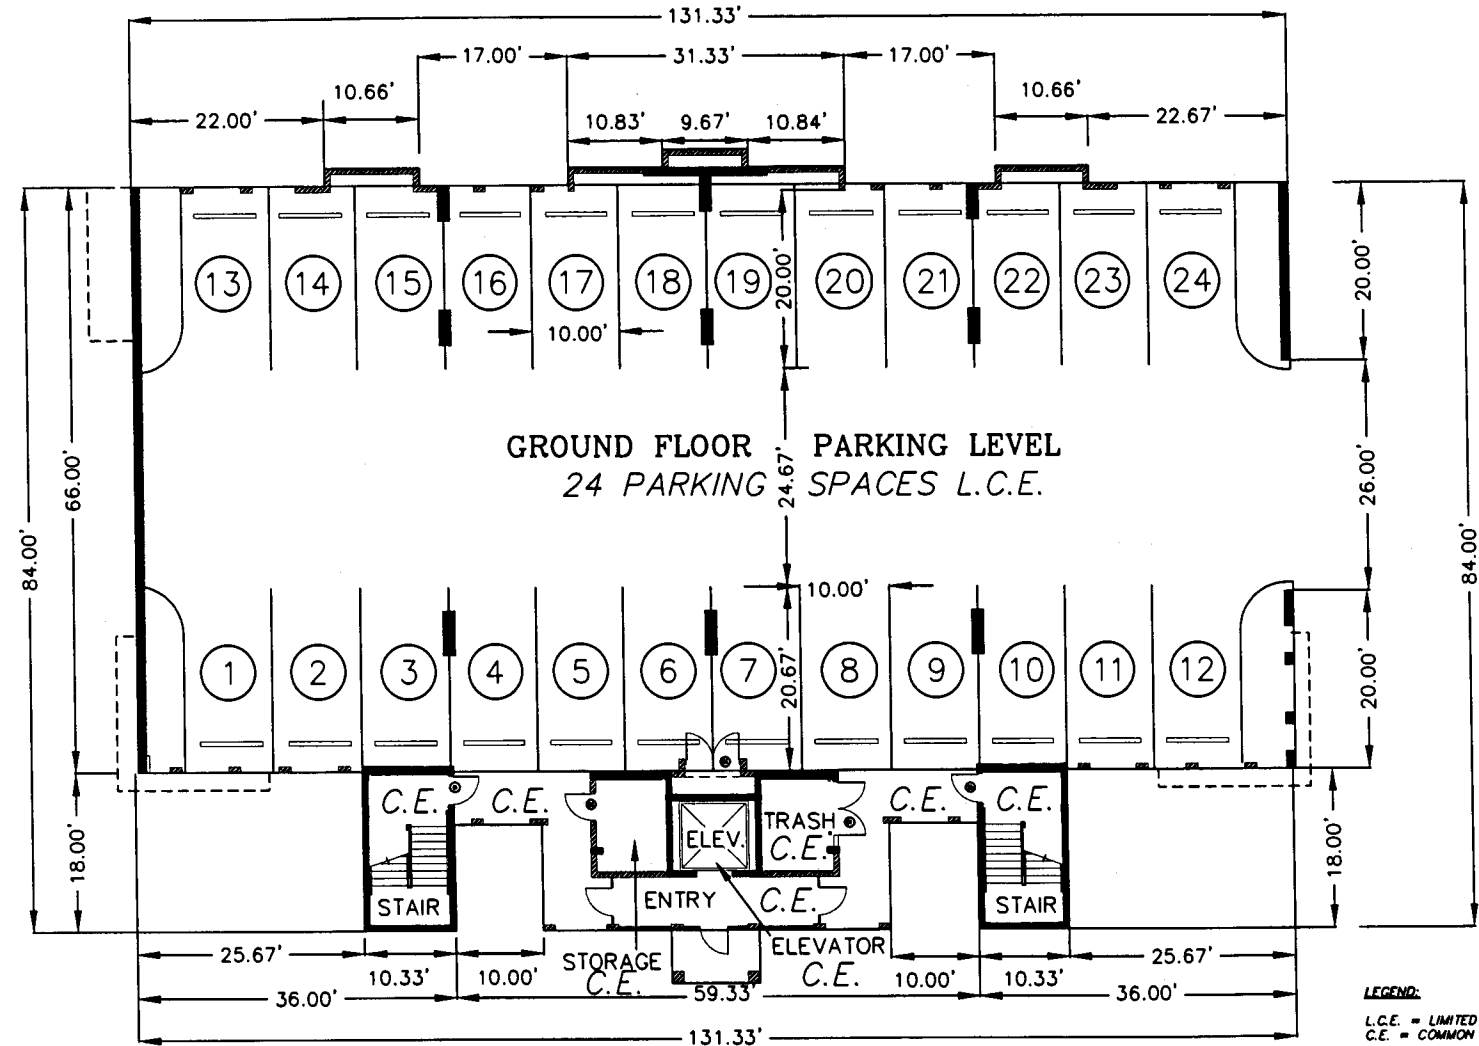 131.33'
17.00' 31.33' 17.00'
10.66' 10.66'
22.00' 10.83' 9.67' 10.84' 22.67'
13 14 15 16 17 18 19 20 21 22 23 24
20.00' 20.00'
10.00'
GROUND FLOOR PARKING LEVEL
24 PARKING SPACES L.C.E.
84.00' 66.00' 24.67' 26.00' 84.00'
10.00'
1 2 3 4 5 6 7 8 9 10 11 12
20.67' 20.00'
C.E. C.E. C.E. C.E.
18.00' ELEV. TRASH 18.00'
C.E.
STAIR ENTRY C.E. STAIR
25.67' STORAGE ELEVATOR 25.67'
10.33' 10.00' C.E. C.E. 10.00' 10.33'
36.00' 59.33' 36.00'
131.33'
LEGEND:
L.C.E. = LIMITED
C.E. = COMMON